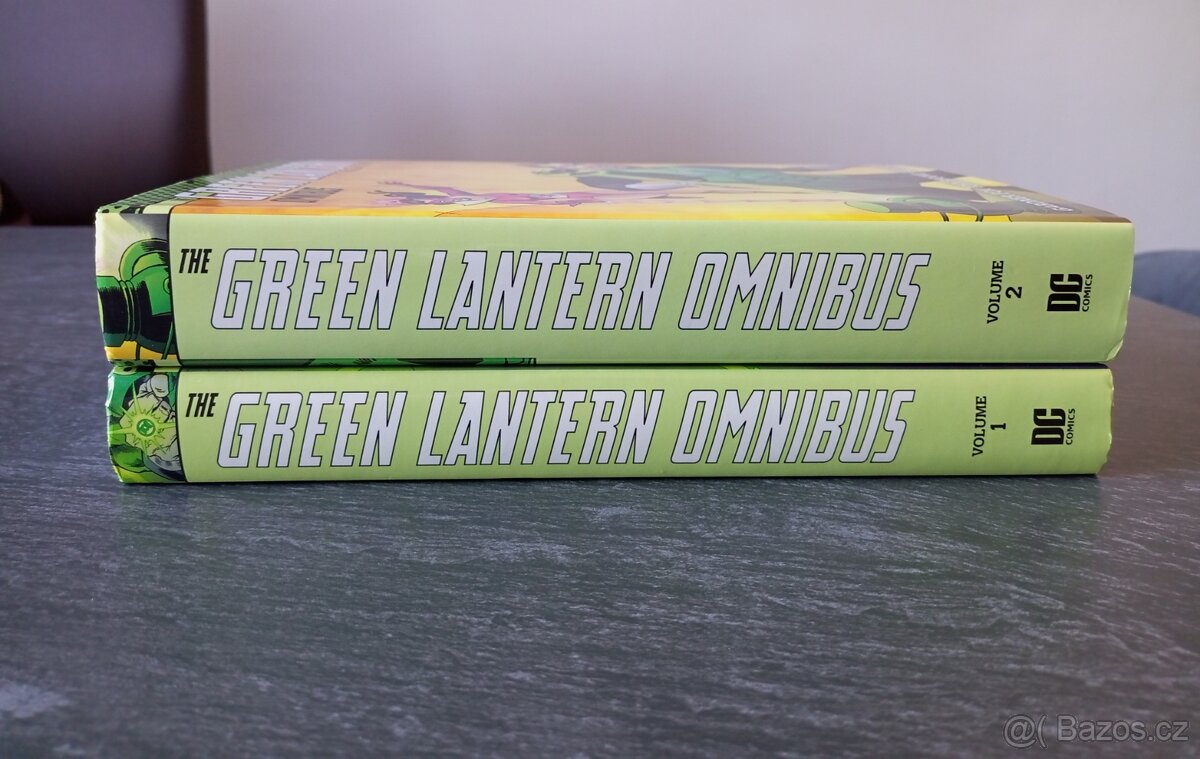 THE GREEN LANTERN OMNIBUS VOLUME 2 DC COMICS
THE GREEN LANTERN OMNIBUS VOLUME 1 DC COMICS
@( Bazos.cz